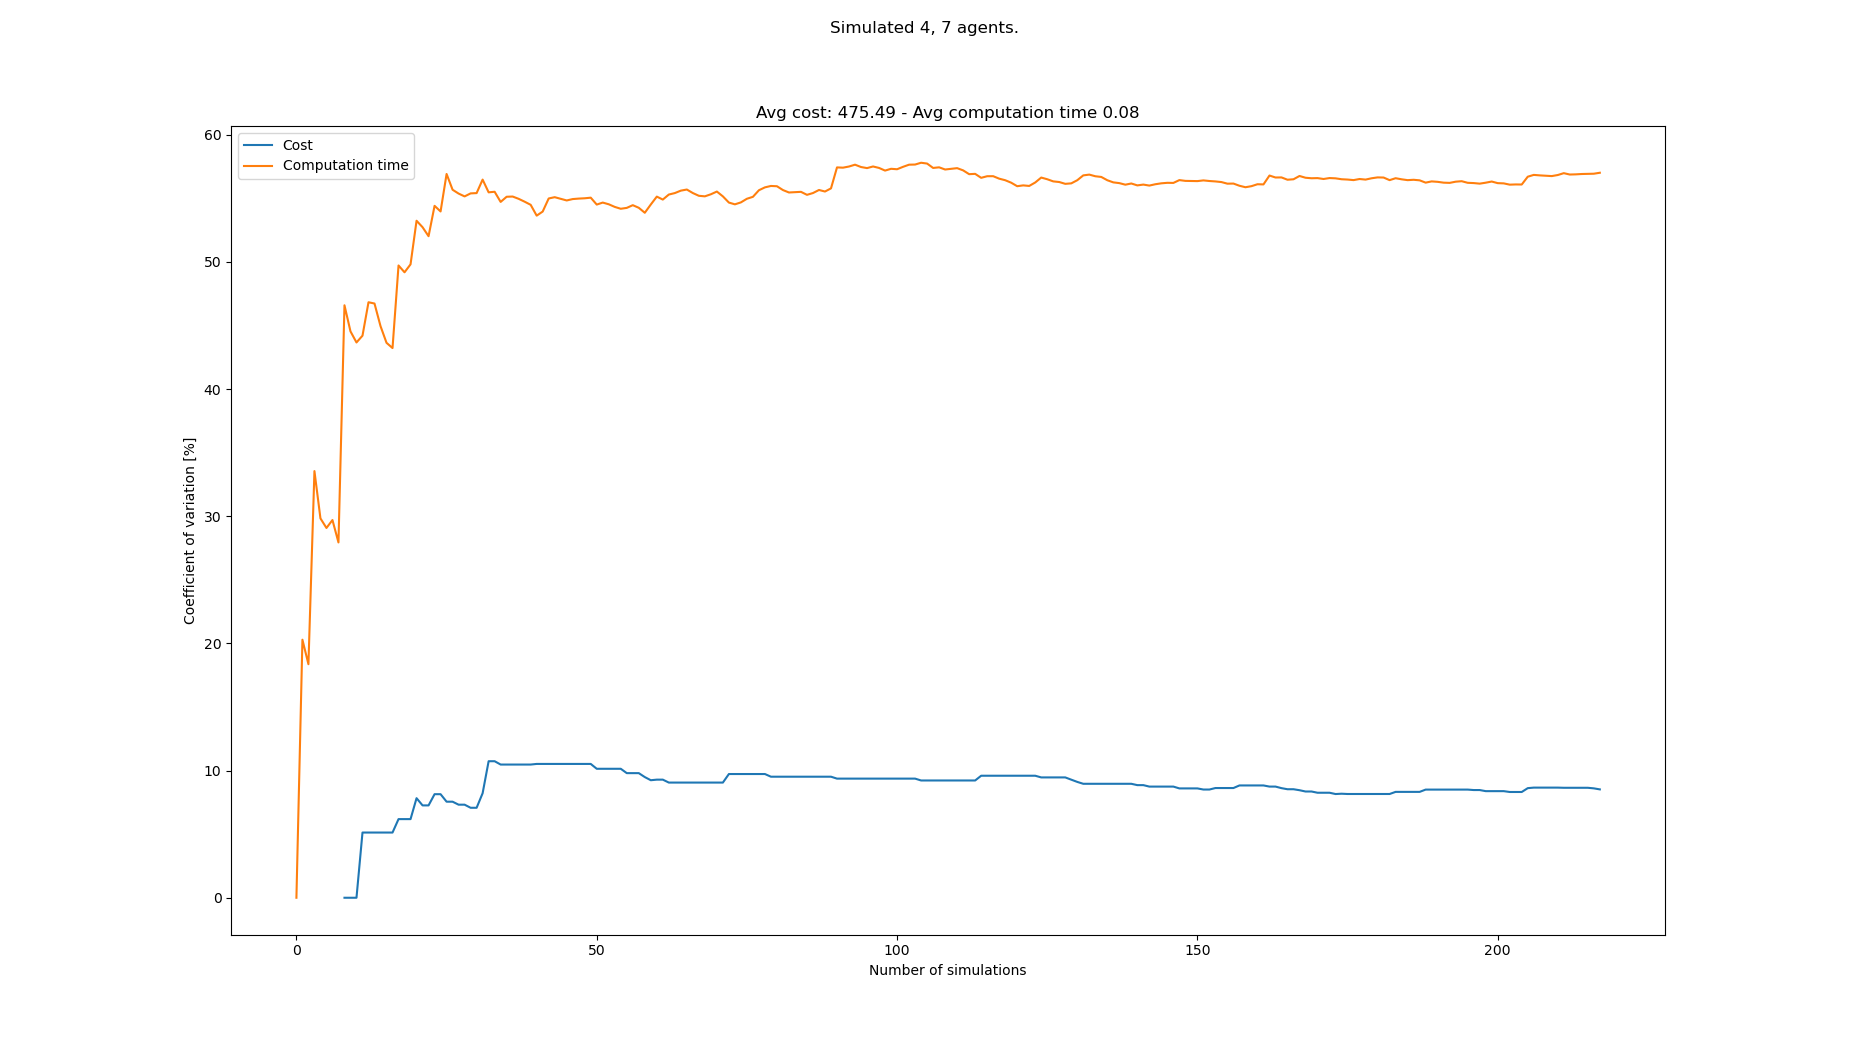 Simulated 4, 7 agents.
Avg cost: 475.49 - Avg computation time 0.08
Cost
Computation time
60
50
40
30
20
10
0
Coefficient of variation [%]
0
50
100
150
200
Number of simulations